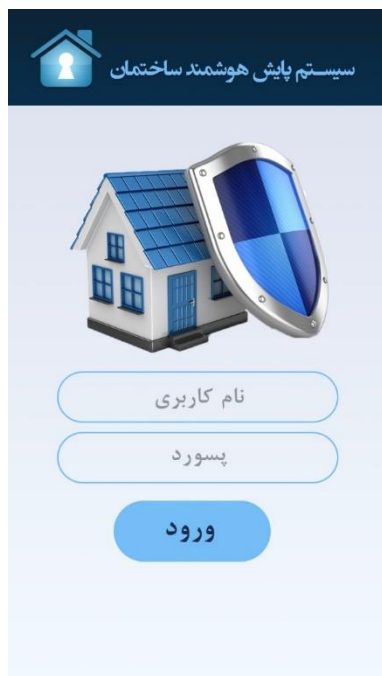 سیستم پایش هوشمند ساختمان
نام کاربری
پسورد
ورود